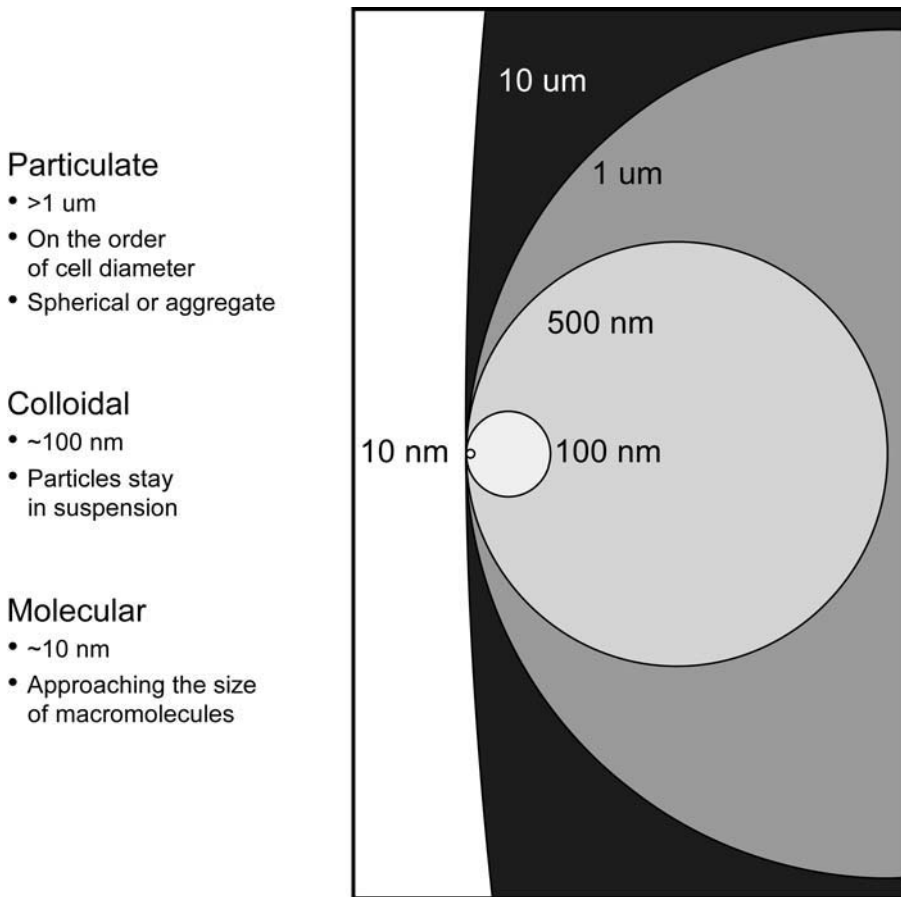 Particulate
• >1 um
• On the order
of cell diameter
• Spherical or aggregate
Colloidal
• ~100 nm
• Particles stay
in suspension
Molecular
• ~10 nm
• Approaching the size
of macromolecules
10 um
1 um
500 nm
10 nm
100 nm